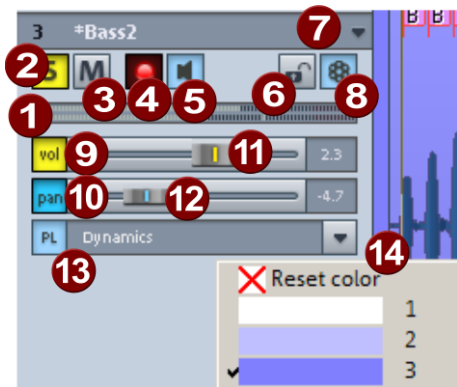 B B
3 *Bass2 7
2 S M 3 4 5 6 8
1
vol 9 11 2.3
pan 10 12 -4.7
PL Dynamics
13 14
Reset color
1
2
3